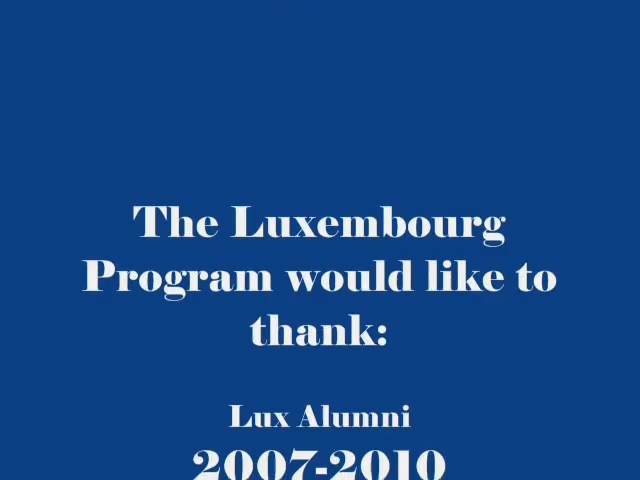 The Luxembourg
Program would like to
thank:
Lux Alumni
2007-2010